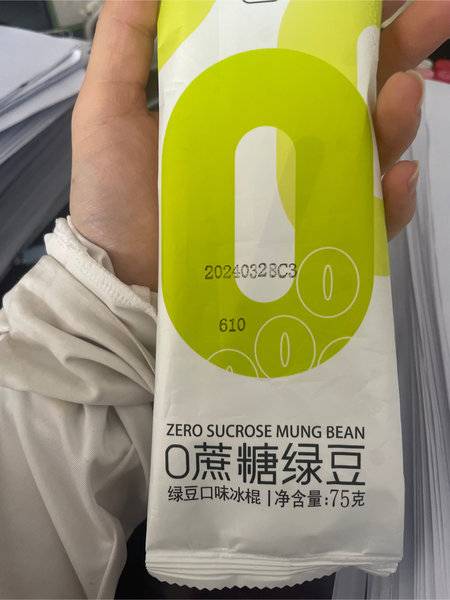 0
20240328C3
610
ZERO SUCROSE MUNG BEAN
0蔗糖绿豆
绿豆口味冰棍 | 净含量:75克